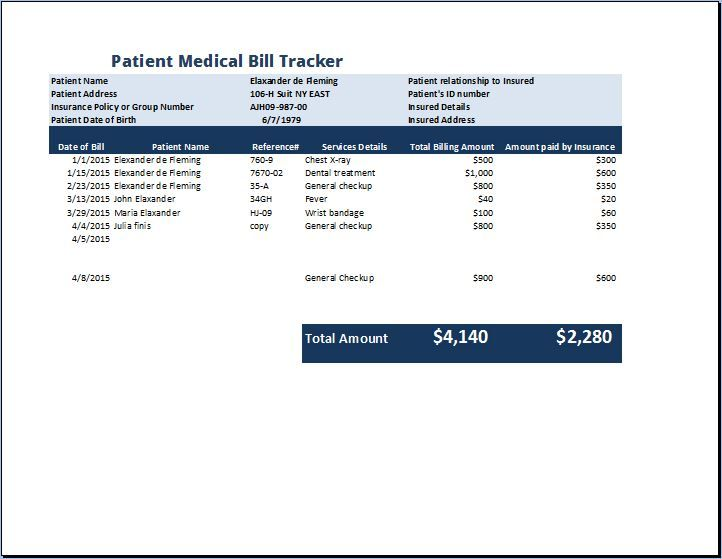 Patient Medical Bill Tracker
Patient Name Elaxander de Fleming Patient relationship to Insured
Patient Address 106-H Suit NY EAST Patient's ID number
Insurance Policy or Group Number AJH09-987-00 Insured Details
Patient Date of Birth 6/7/1979 Insured Address
Date of Bill Patient Name Reference# Services Details Total Billing Amount Amount paid by Insurance
1/1/2015 Elexander de Fleming 760-9 Chest X-ray $500 $300
1/15/2015 Elexander de Fleming 7670-02 Dental treatment $1,000 $600
2/23/2015 Elexander de Fleming 35-A General checkup $800 $350
3/13/2015 John Elaxander 34GH Fever $40 $20
3/29/2015 Maria Elaxander HJ-09 Wrist bandage $100 $60
4/4/2015 Julia finis copy General checkup $800 $350
4/5/2015
4/8/2015 General Checkup $900 $600
Total Amount $4,140 $2,280